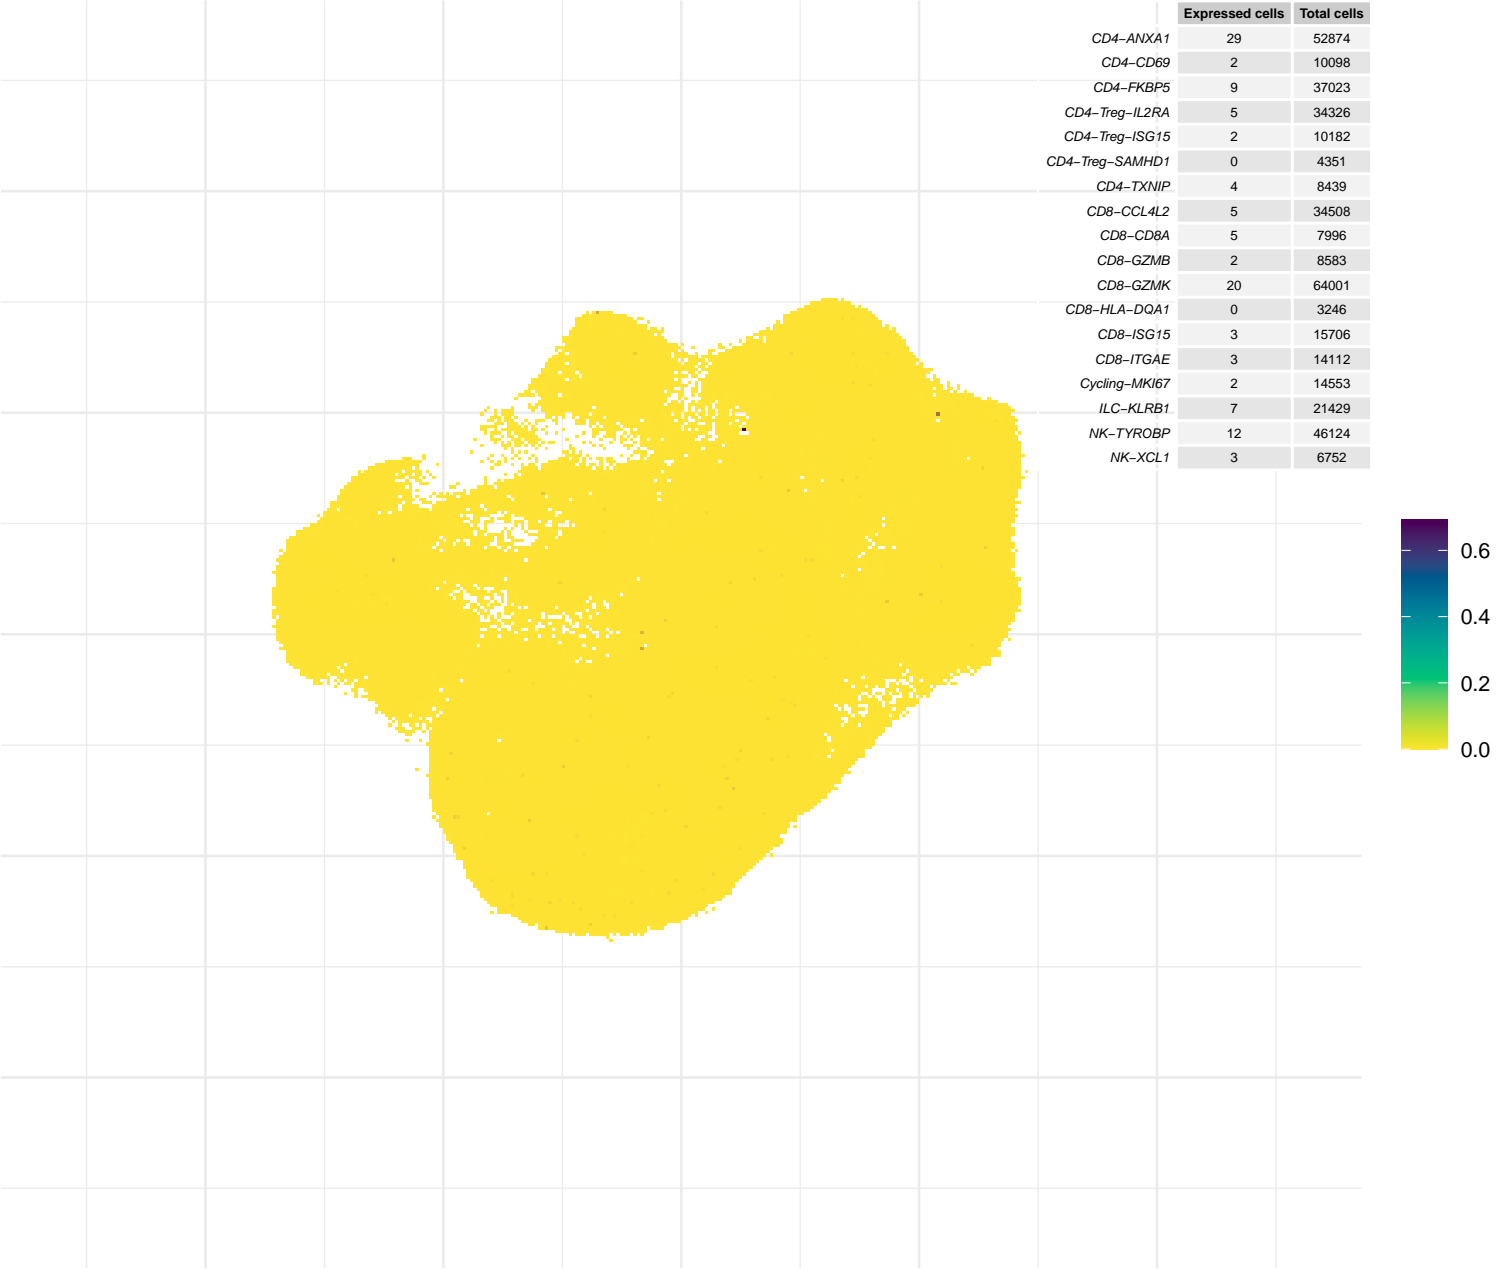 Expressed cells Total cells
CD4−ANXA1 29 52874
CD4−CD69 2 10098
CD4−FKBP5 9 37023
CD4−Treg−IL2RA 5 34326
CD4−Treg−ISG15 2 10182
CD4−Treg−SAMHD1 0 4351
CD4−TXNIP 4 8439
CD8−CCL4L2 5 34508
CD8−CD8A 5 7996
CD8−GZMB 2 8583
CD8−GZMK 20 64001
CD8−HLA−DQA1 0 3246
CD8−ISG15 3 15706
CD8−ITGAE 3 14112
Cycling−MKI67 2 14553
ILC−KLRB1 7 21429
NK−TYROBP 12 46124
NK−XCL1 3 6752
0.6
0.4
0.2
0.0